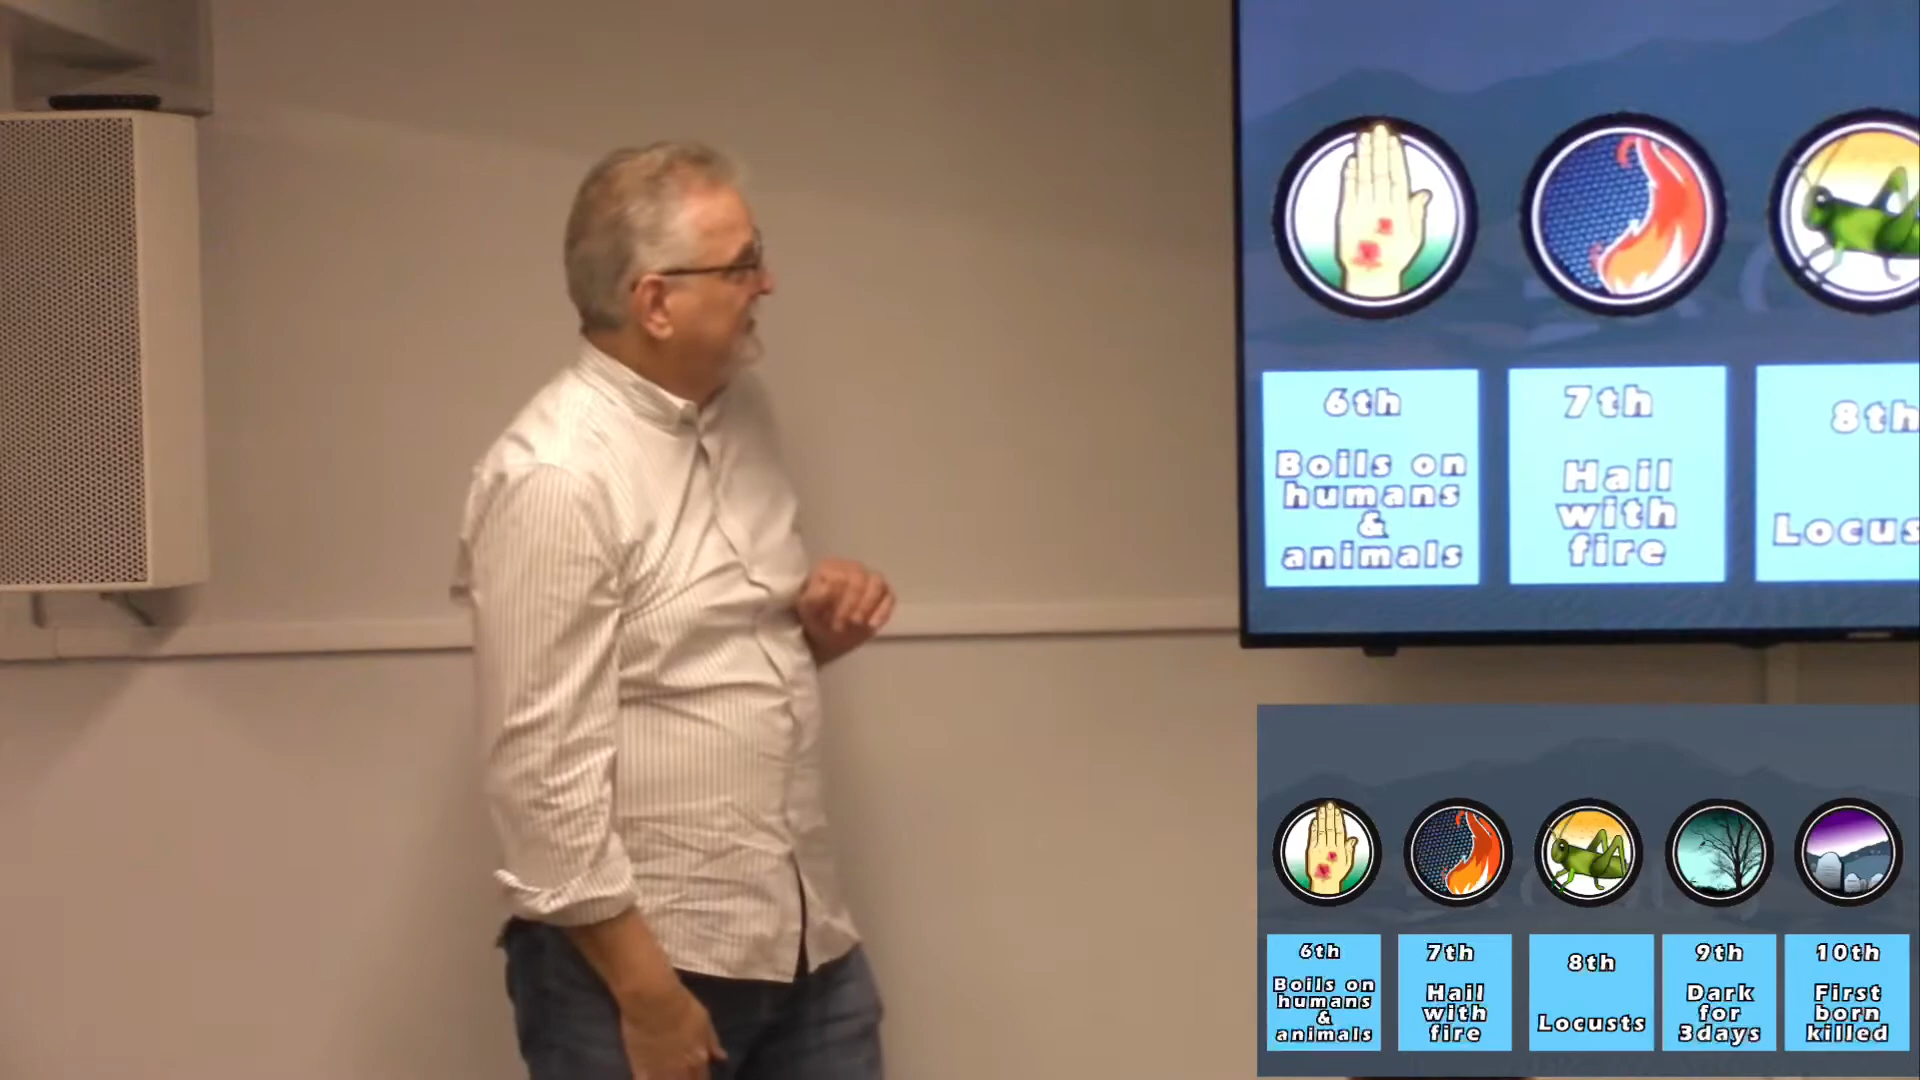 6th
Boils on
humans
&
animals
7th
Hail
with
fire
8th
Locus
6th
Boils on
humans
&
animals
7th
Hail
with
fire
8th
Locusts
9th
Dark
for
3days
10th
First
born
killed